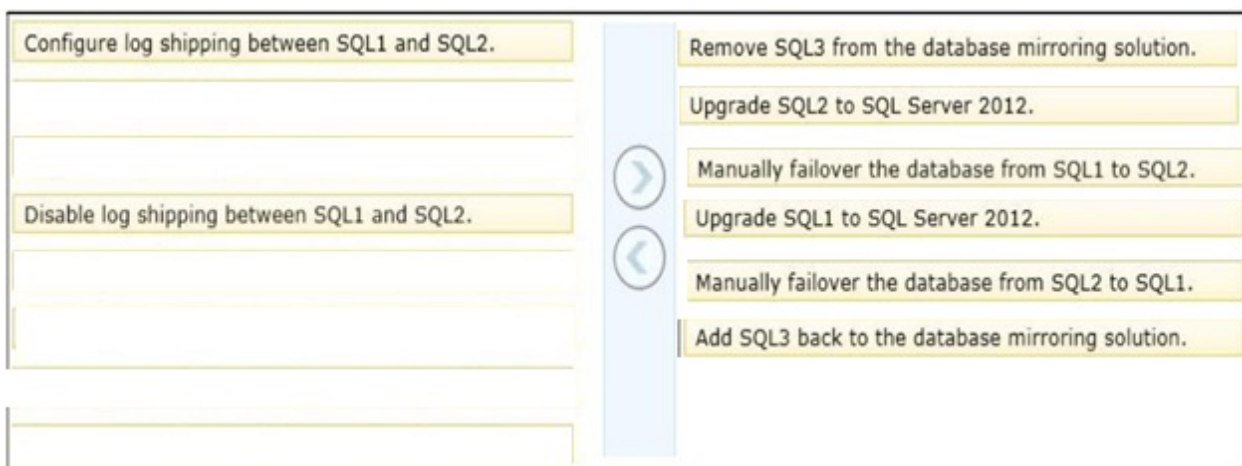 Configure log shipping between SQL1 and SQL2.
Disable log shipping between SQL1 and SQL2.
Remove SQL3 from the database mirroring solution.
Upgrade SQL2 to SQL Server 2012.
Manually failover the database from SQL1 to SQL2.
Upgrade SQL1 to SQL Server 2012.
Manually failover the database from SQL2 to SQL1.
Add SQL3 back to the database mirroring solution.